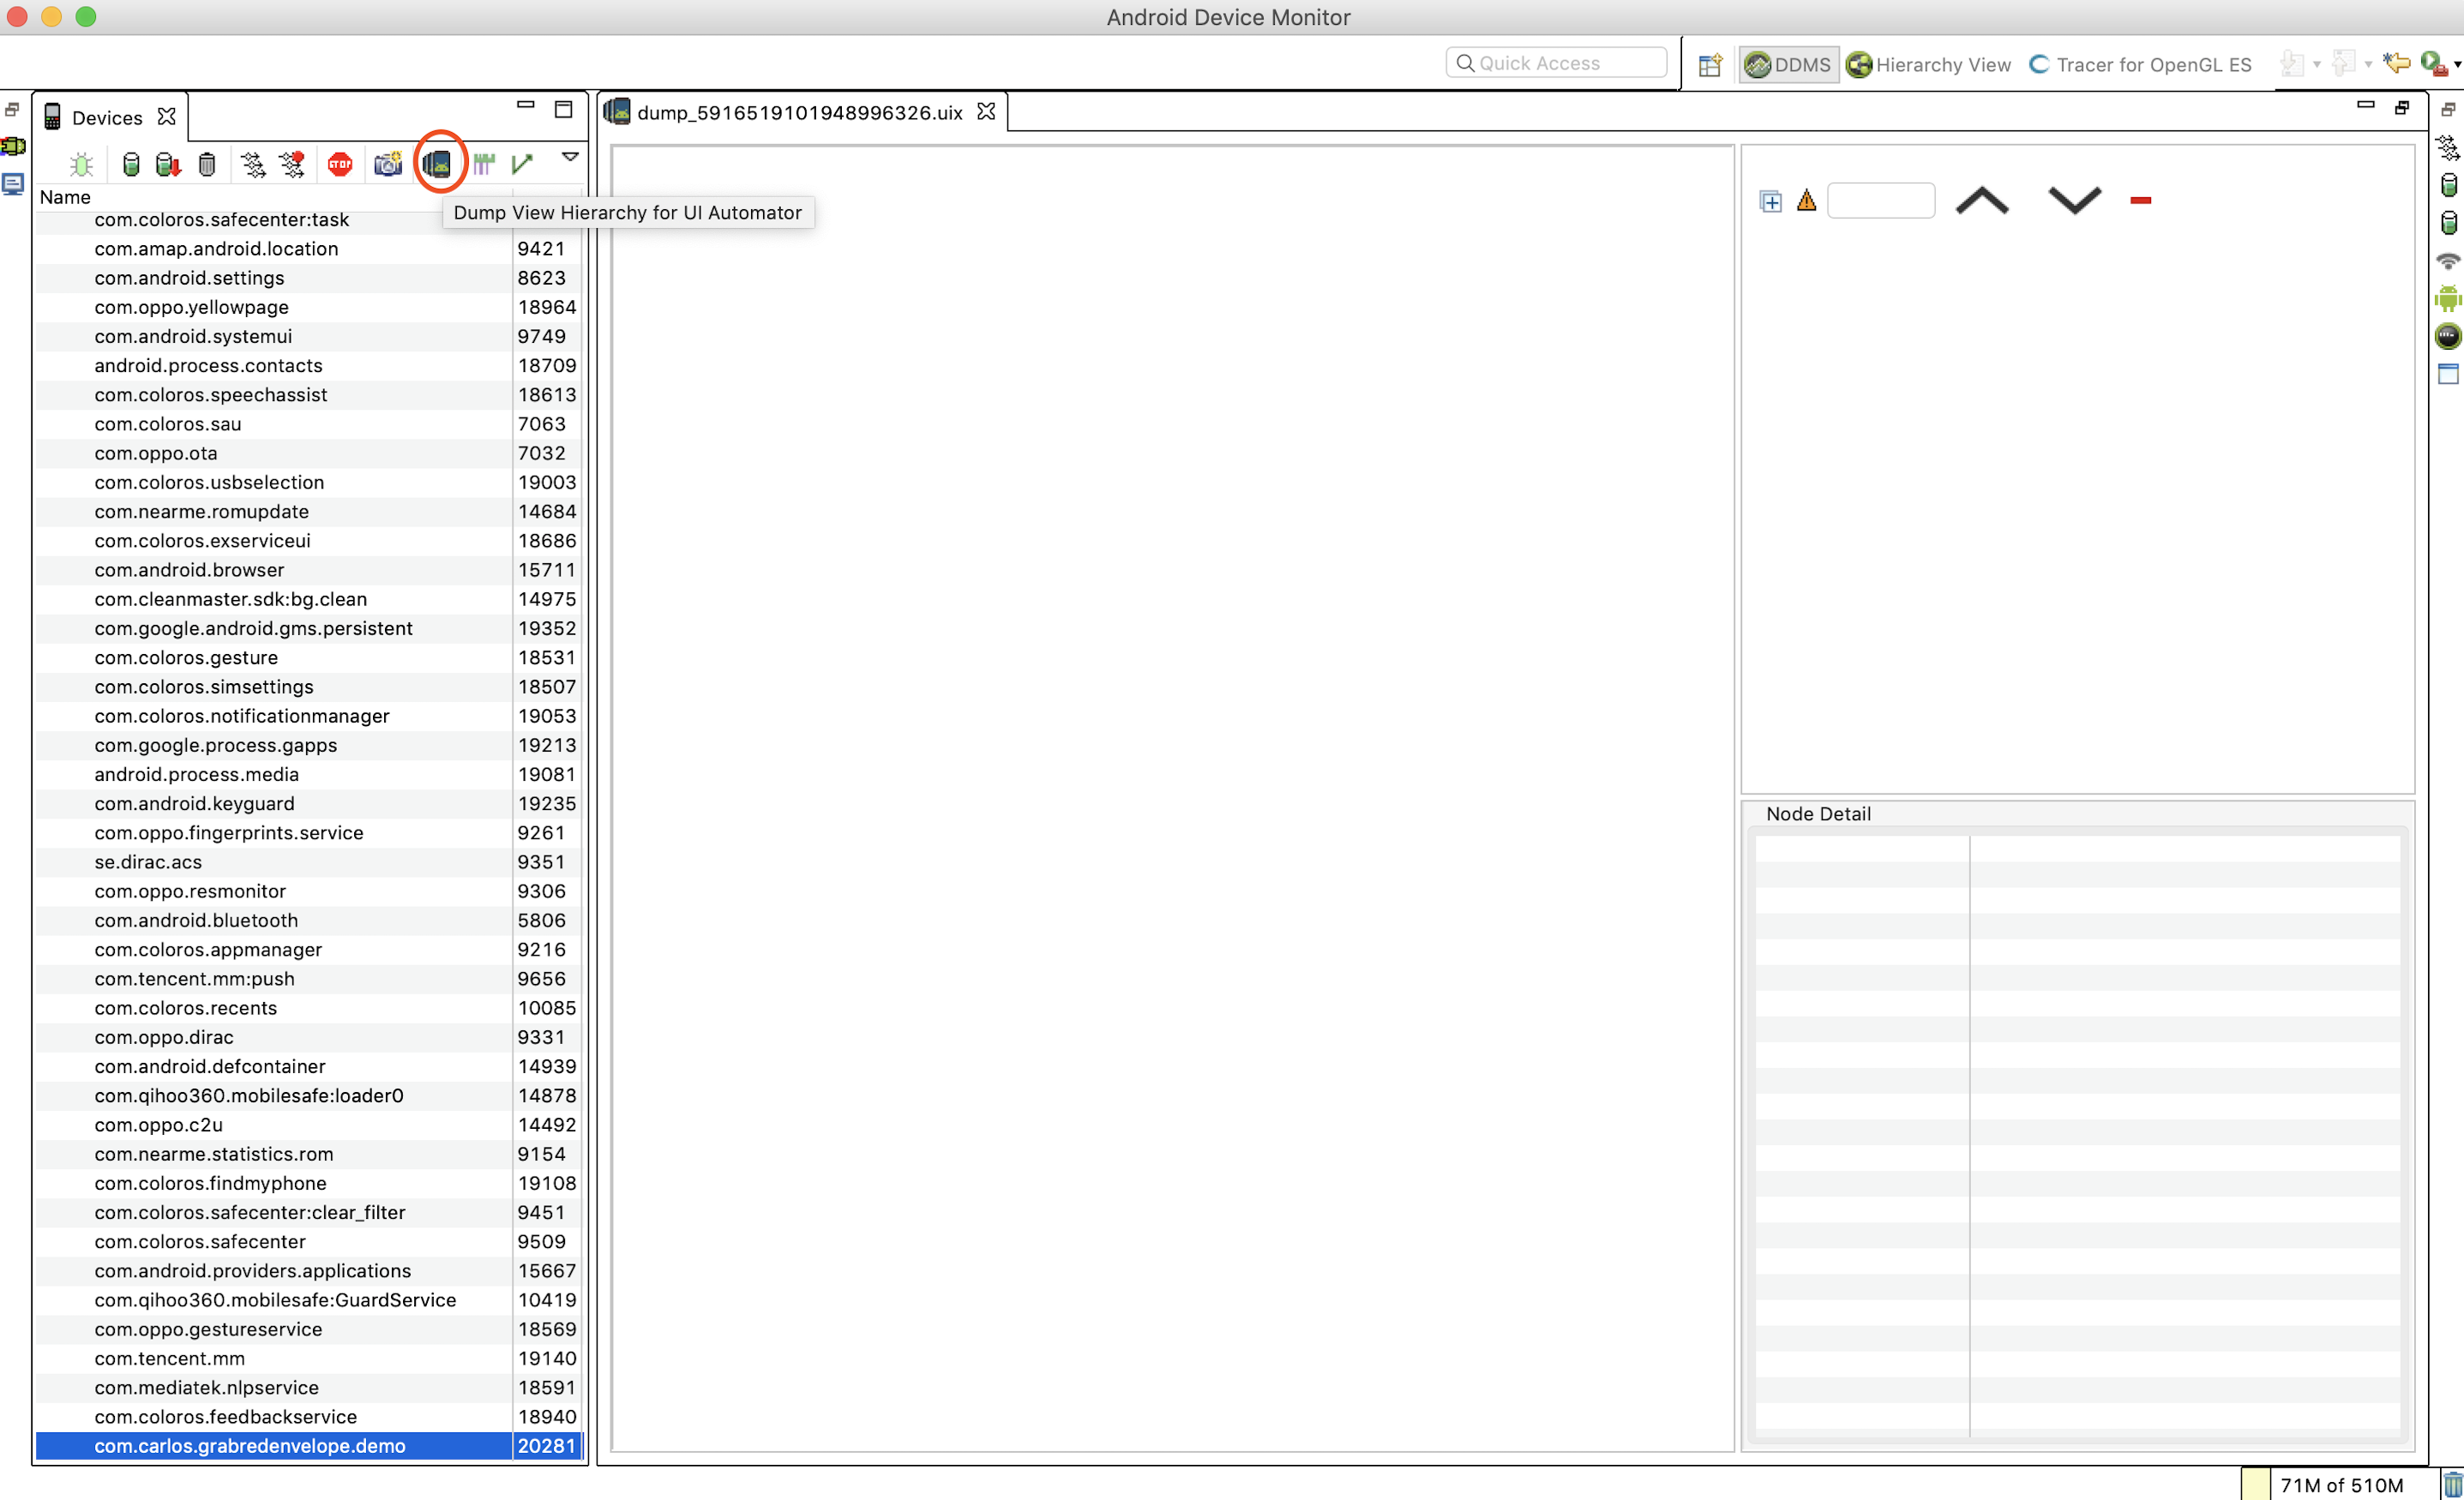 Android Device Monitor
Quick Access
DDMS
Hierarchy View
Tracer for OpenGL ES
Devices
dump_5916519101948996326.uix
STOP
Name
Dump View Hierarchy for UI Automator
com.coloros.safecenter:task
com.amap.android.location 9421
com.android.settings 8623
com.oppo.yellowpage 18964
com.android.systemui 9749
android.process.contacts 18709
com.coloros.speechassist 18613
com.coloros.sau 7063
com.oppo.ota 7032
com.coloros.usbselection 19003
com.nearme.romupdate 14684
com.coloros.exserviceui 18686
com.android.browser 15711
com.cleanmaster.sdk:bg.clean 14975
com.google.android.gms.persistent 19352
com.coloros.gesture 18531
com.coloros.simsettings 18507
com.coloros.notificationmanager 19053
com.google.process.gapps 19213
android.process.media 19081
com.android.keyguard 19235
com.oppo.fingerprints.service 9261
se.dirac.acs 9351
com.oppo.resmonitor 9306
com.android.bluetooth 5806
com.coloros.appmanager 9216
com.tencent.mm:push 9656
com.coloros.recents 10085
com.oppo.dirac 9331
com.android.defcontainer 14939
com.qihoo360.mobilesafe:loader0 14878
com.oppo.c2u 14492
com.nearme.statistics.rom 9154
com.coloros.findmyphone 19108
com.coloros.safecenter:clear_filter 9451
com.coloros.safecenter 9509
com.android.providers.applications 15667
com.qihoo360.mobilesafe:GuardService 10419
com.oppo.gestureservice 18569
com.tencent.mm 19140
com.mediatek.nlpservice 18591
com.coloros.feedbackservice 18940
com.carlos.grabredenvelope.demo 20281
Node Detail
71M of 510M